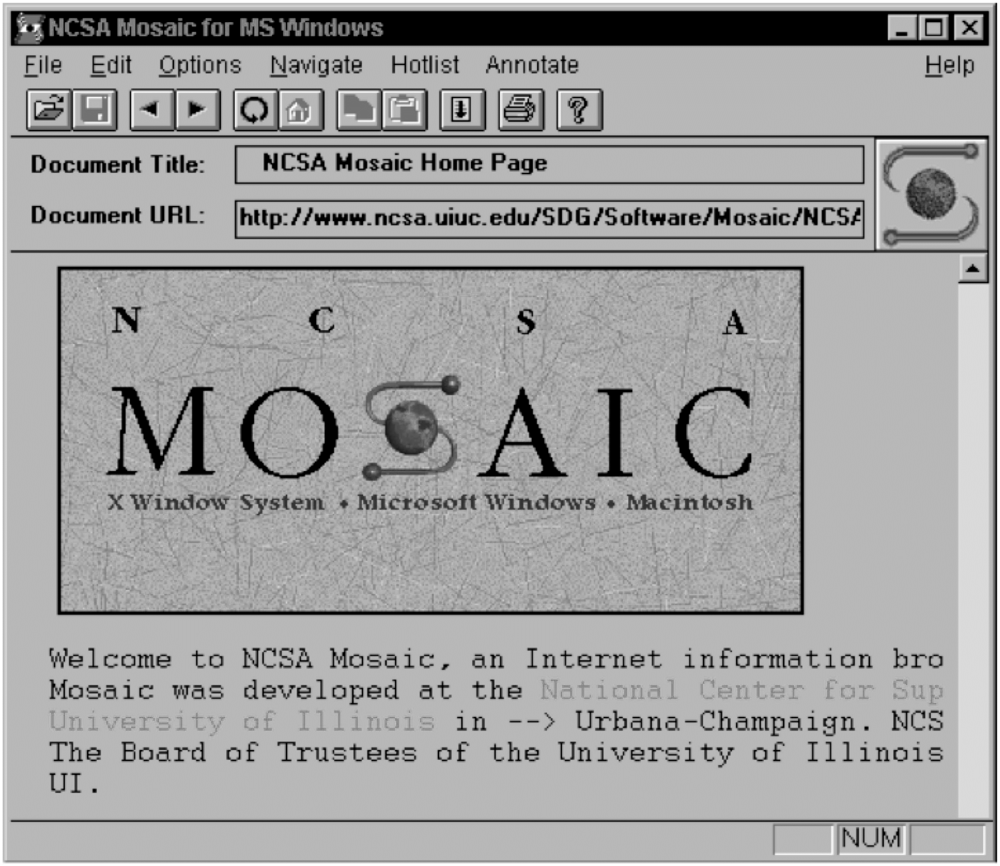 NCSA Mosaic for MS Windows
File Edit Options Navigate Hotlist Annotate Help
Document Title: NCSA Mosaic Home Page
Document URL: http://www.ncsa.uiuc.edu/SDG/Software/Mosaic/NCSA
N C S A
MOSAIC
X Window System • Microsoft Windows • Macintosh
Welcome to NCSA Mosaic, an Internet information bro
Mosaic was developed at the National Center for Sup
University of Illinois in --> Urbana-Champaign. NCS
The Board of Trustees of the University of Illinois
UI.
NUM